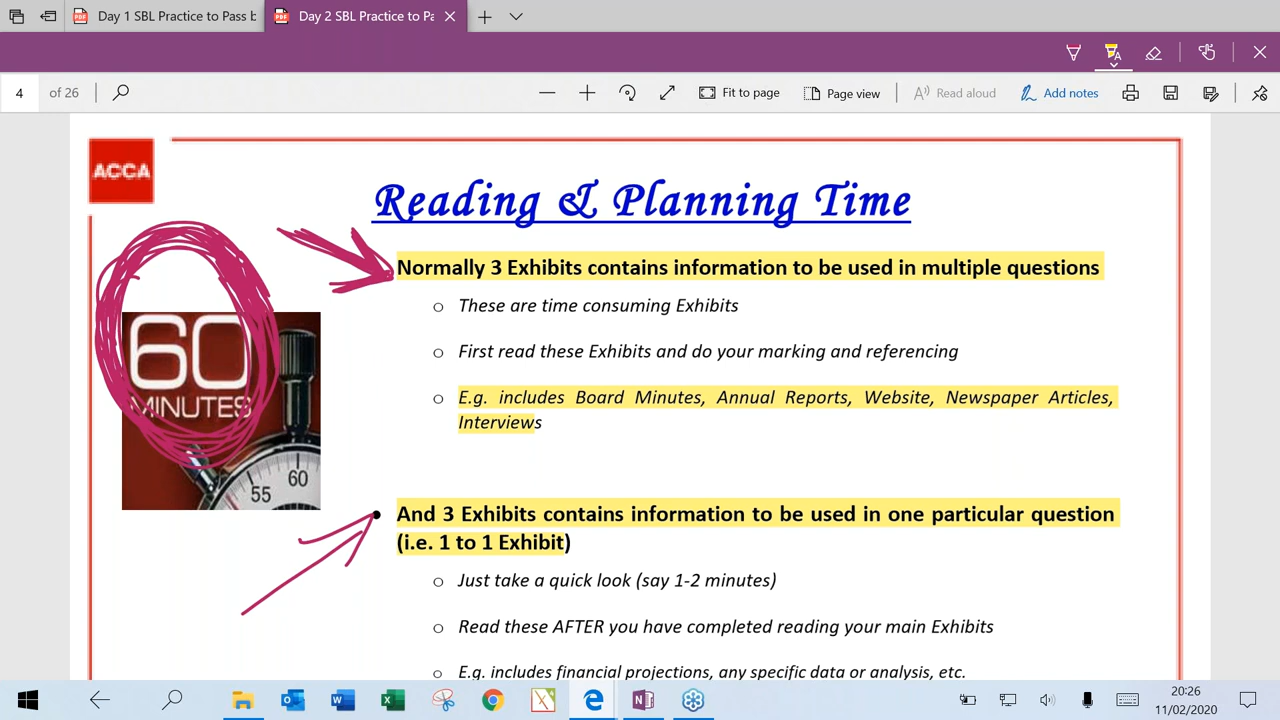 Day 1 SBL Practice to Pass b
Day 2 SBL Practice to Pa
4 of 26
Fit to page
Page view
Read aloud
Add notes
ACCA
Reading & Planning Time
Normally 3 Exhibits contains information to be used in multiple questions
o These are time consuming Exhibits
o First read these Exhibits and do your marking and referencing
o E.g. includes Board Minutes, Annual Reports, Website, Newspaper Articles,
Interviews
60
MINUTES
60
55
• And 3 Exhibits contains information to be used in one particular question
(i.e. 1 to 1 Exhibit)
o Just take a quick look (say 1-2 minutes)
o Read these AFTER you have completed reading your main Exhibits
o E.g. includes financial projections, any specific data or analysis, etc.
20:26
11/02/2020